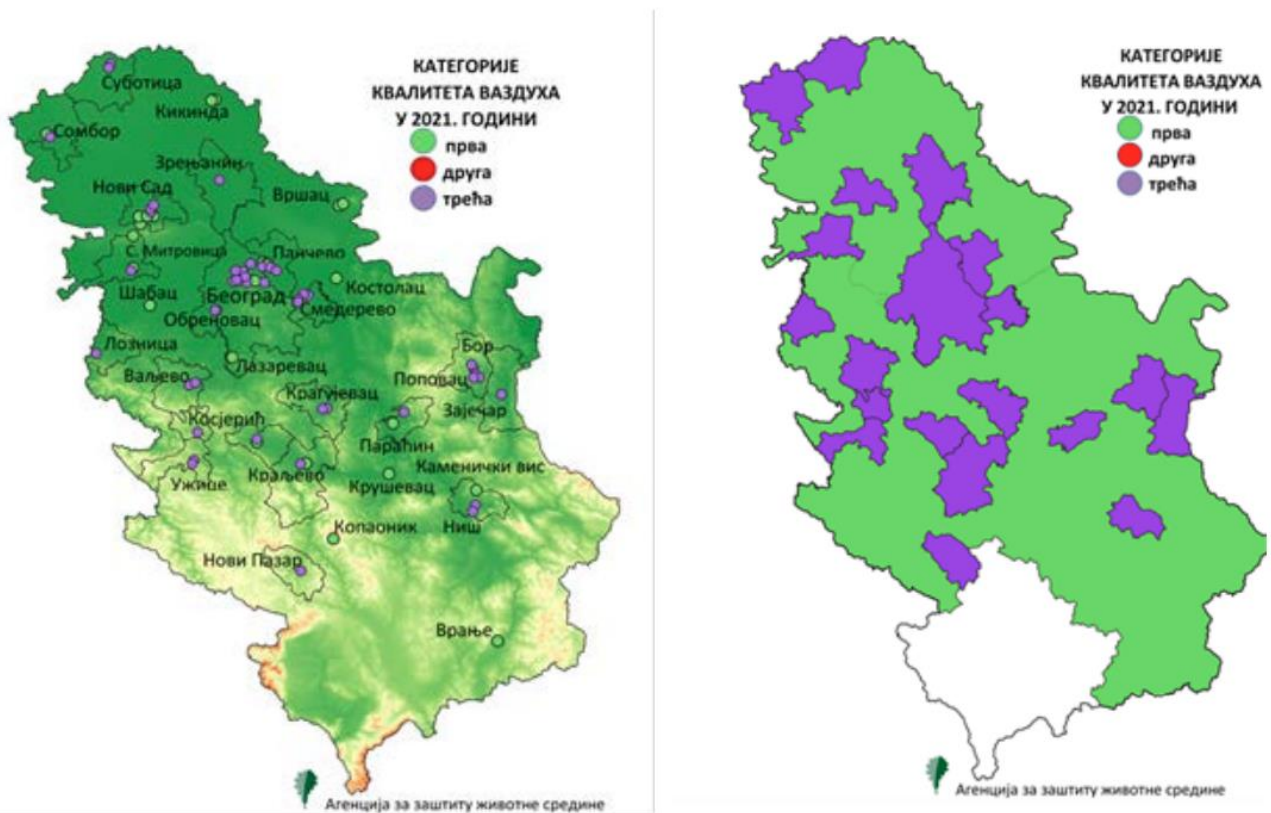 КАТЕГОРИЈЕ
КВАЛИТЕТА ВАЗДУХА
У 2021. ГОДИНИ
прва
друга
трећа
Суботица
Кикинда
Сомбор
Зрењанин
Нови Сад
Вршац
С. Митровица
Панчево
Костолац
Шабац
Београд
Смедерево
Обреновац
Лозница
Лазаревац
Бор
Ваљево
Поповац
Крагујевац
Зајечар
Косјерић
Параћин
Каменички вис
Краљево
Крушевац
Ужице
Ниш
Копаоник
Нови Пазар
Врање
Агенција за заштиту животне средине
КАТЕГОРИЈЕ
КВАЛИТЕТА ВАЗДУХА
У 2021. ГОДИНИ
прва
друга
трећа
Агенција за заштиту животне средине